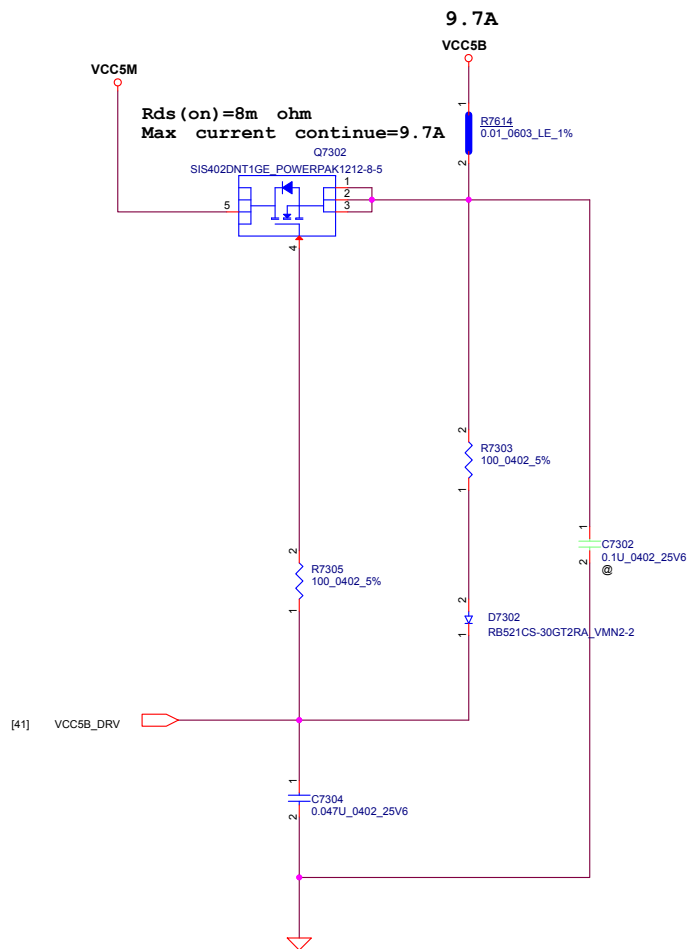 9.7A
VCC5B
VCC5M
1
R7614
0.01_0603_LE_1%
2
Rds(on)=8m ohm
Max current continue=9.7A
Q7302
SIS402DNT1GE_POWERPAK1212-8-5
5
1
2
3
4
2
R7303
100_0402_5%
1
1
C7302
0.1U_0402_25V6
2
@
2
R7305
100_0402_5%
1
2
D7302
RB521CS-30GT2RA_VMN2-2
1
[41] VCC5B_DRV
1
C7304
0.047U_0402_25V6
2